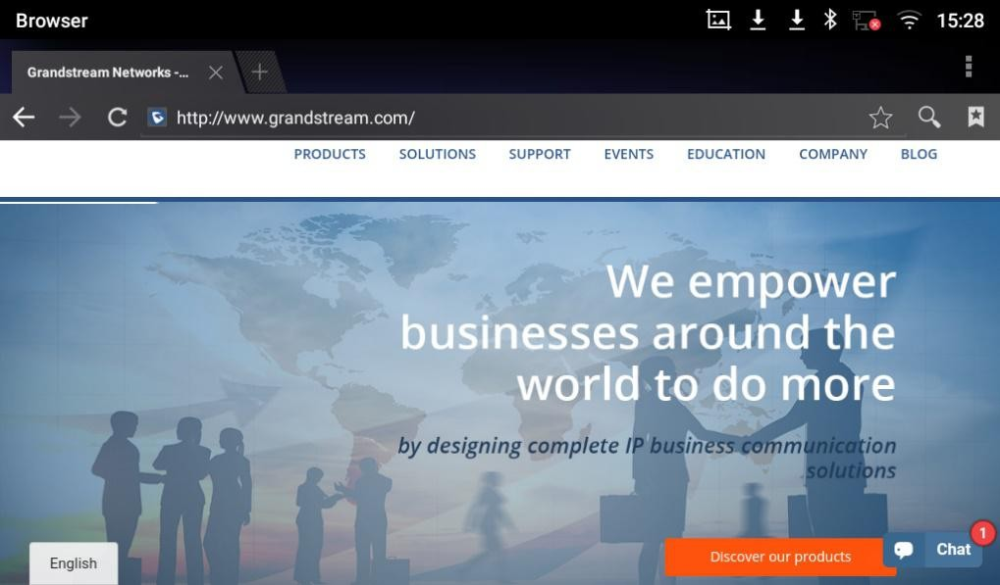 Browser
15:28
Grandstream Networks -...
http://www.grandstream.com/
PRODUCTS SOLUTIONS SUPPORT EVENTS EDUCATION COMPANY BLOG
We empower
businesses around the
world to do more
by designing complete IP business communication
solutions
English
Discover our products
Chat
1